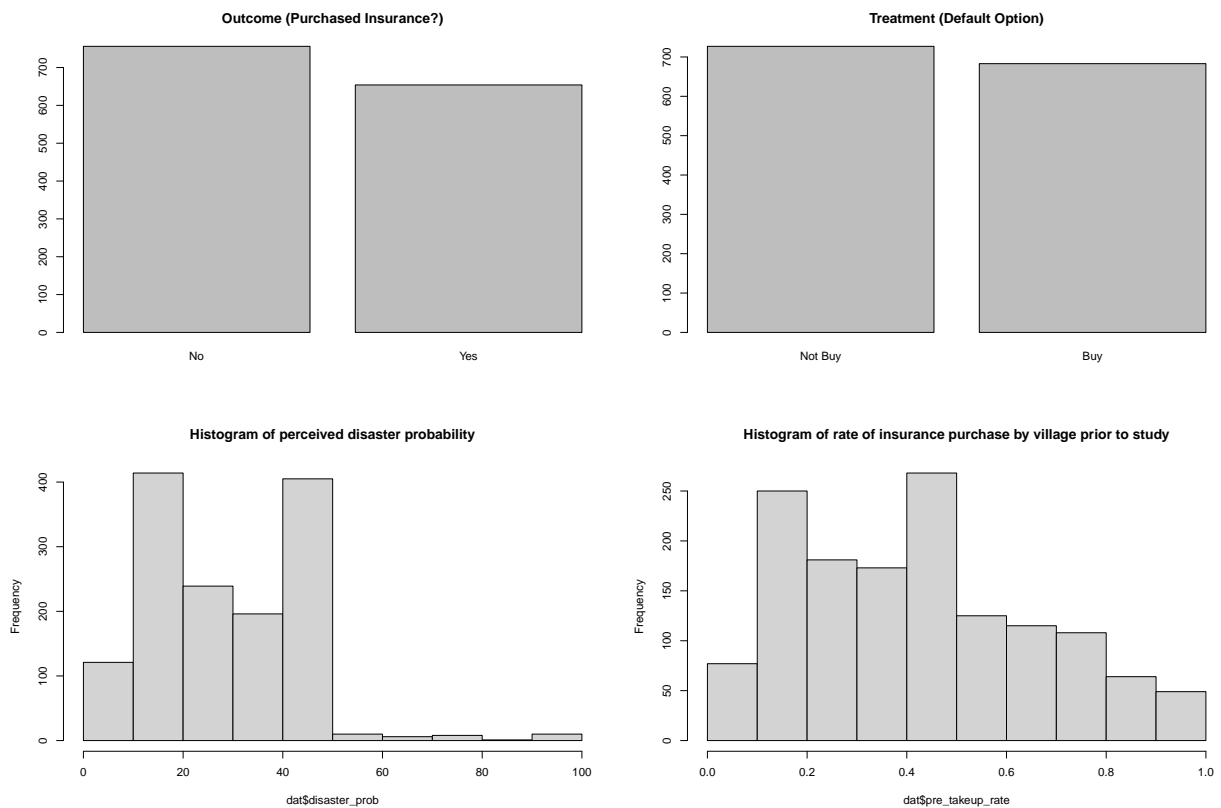 Outcome (Purchased Insurance?)
0 100 200 300 400 500 600 700
No Yes
Treatment (Default Option)
0 100 200 300 400 500 600 700
Not Buy Buy
Histogram of perceived disaster probability
Frequency
0 100 200 300 400
0 20 40 60 80 100
dat$disaster_prob
Histogram of rate of insurance purchase by village prior to study
Frequency
0 50 100 150 200 250
0.0 0.2 0.4 0.6 0.8 1.0
dat$pre_takeup_rate